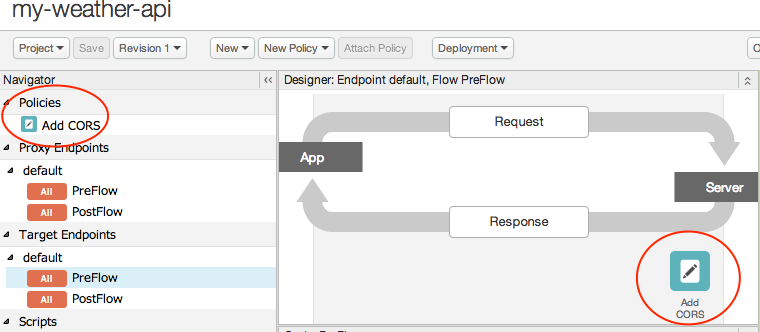 my-weather-api
Project Save Revision 1 New New Policy Attach Policy Deployment
Navigator
Designer: Endpoint default, Flow PreFlow
Policies
Add CORS
Proxy Endpoints
default
All PreFlow
All PostFlow
Target Endpoints
default
All PreFlow
All PostFlow
Scripts
Request
App
Server
Response
Add
CORS